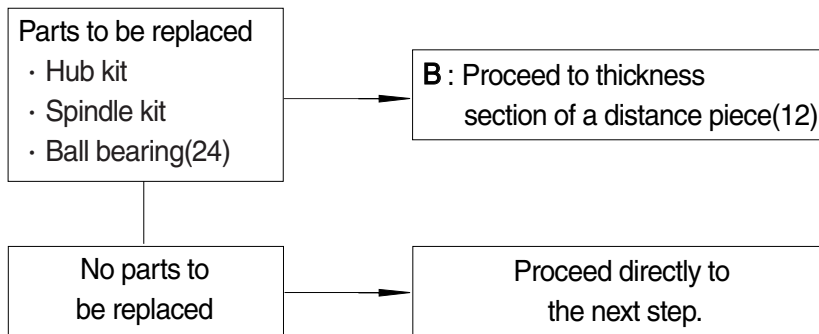 Parts to be replaced
· Hub kit
· Spindle kit
· Ball bearing(24)
B : Proceed to thickness
section of a distance piece(12)
No parts to
be replaced
Proceed directly to
the next step.